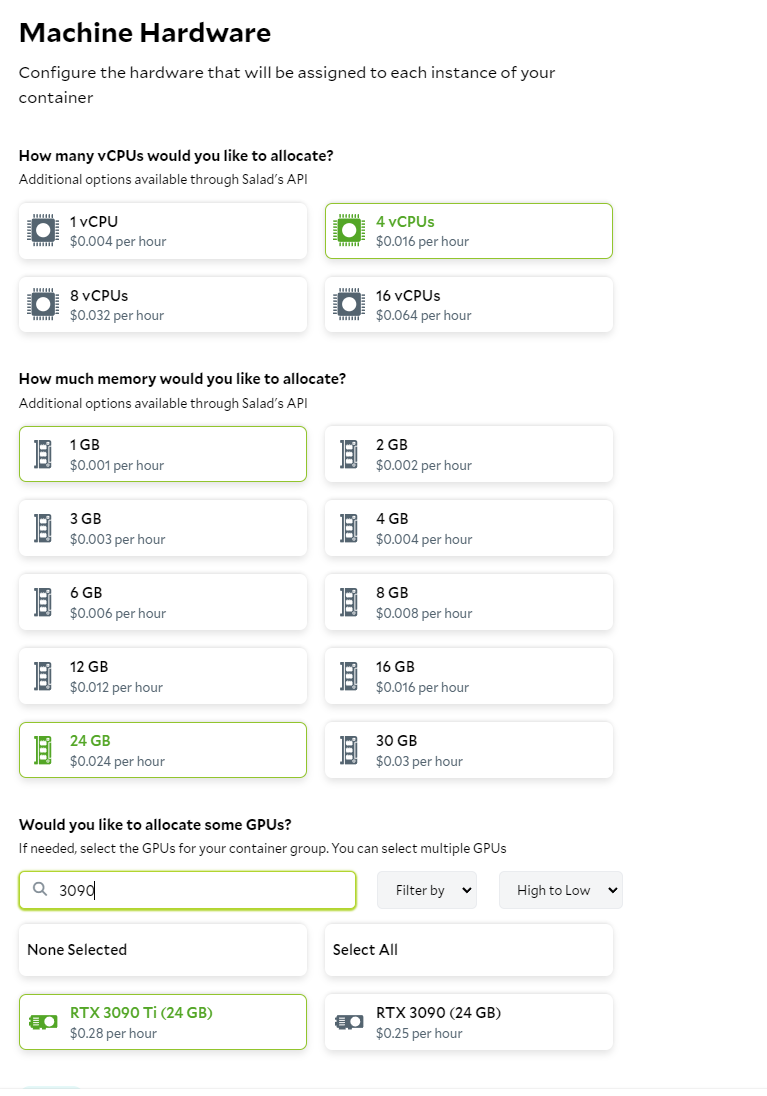 Machine Hardware
Configure the hardware that will be assigned to each instance of your
container
How many vCPUs would you like to allocate?
Additional options available through Salad's API
1 vCPU
$0.004 per hour
4 vCPUs
$0.016 per hour
8 vCPUs
$0.032 per hour
16 vCPUs
$0.064 per hour
How much memory would you like to allocate?
Additional options available through Salad's API
1 GB
$0.001 per hour
2 GB
$0.002 per hour
3 GB
$0.003 per hour
4 GB
$0.004 per hour
6 GB
$0.006 per hour
8 GB
$0.008 per hour
12 GB
$0.012 per hour
16 GB
$0.016 per hour
24 GB
$0.024 per hour
30 GB
$0.03 per hour
Would you like to allocate some GPUs?
If needed, select the GPUs for your container group. You can select multiple GPUs
3090
Filter by
High to Low
None Selected
Select All
RTX 3090 Ti (24 GB)
$0.28 per hour
RTX 3090 (24 GB)
$0.25 per hour